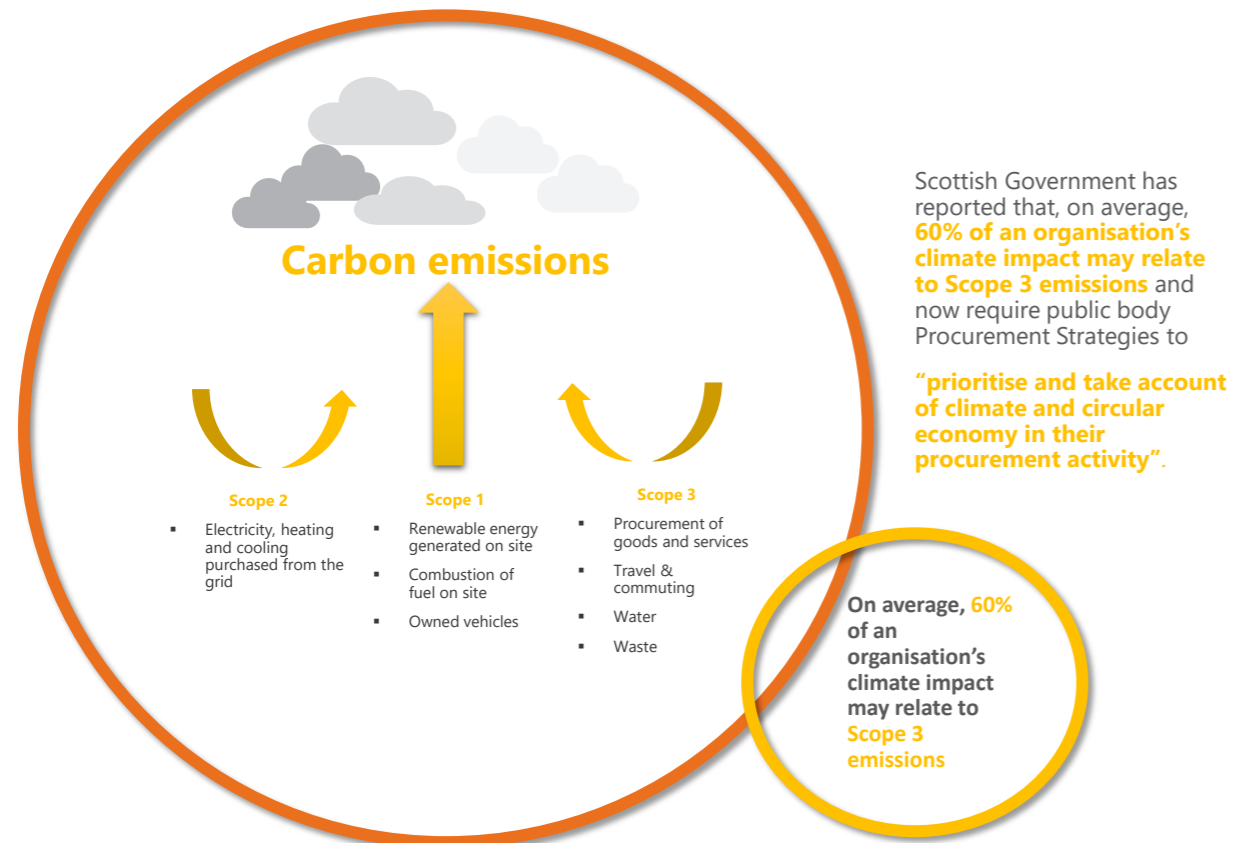 Carbon emissions
Scope 2
▪ Electricity, heating
and cooling
purchased from the
grid
Scope 1
▪ Renewable energy
generated on site
▪ Combustion of
fuel on site
▪ Owned vehicles
Scope 3
▪ Procurement of
goods and services
▪ Travel &
commuting
▪ Water
▪ Waste
Scottish Government has
reported that, on average,
60% of an organisation’s
climate impact may relate
to Scope 3 emissions and
now require public body
Procurement Strategies to
“prioritise and take account
of climate and circular
economy in their
procurement activity”.
On average, 60%
of an
organisation’s
climate impact
may relate to
Scope 3
emissions